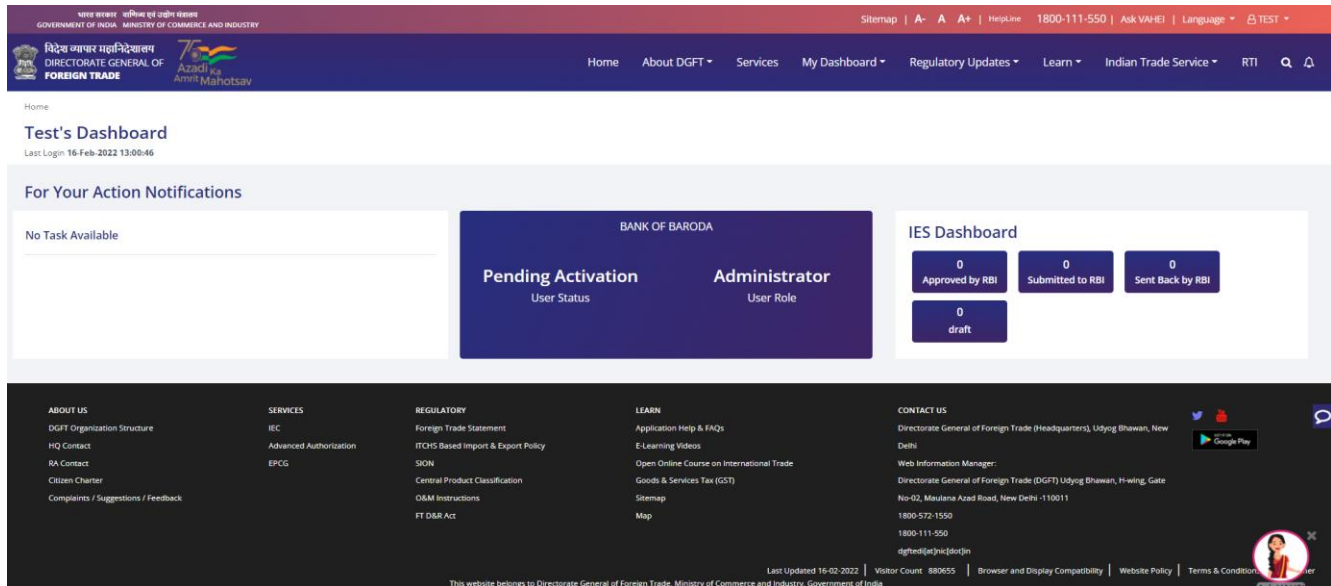 भारत सरकार वाणिज्य एवं उद्योग मंत्रालय
GOVERNMENT OF INDIA MINISTRY OF COMMERCE AND INDUSTRY
Sitemap | A- A A+ | HelpLine 1800-111-550 | Ask VAHEI | Language TEST
विदेश व्यापार महानिदेशालय
DIRECTORATE GENERAL OF
FOREIGN TRADE
75
Azadi Ka
Amrit Mahotsav
Home About DGFT Services My Dashboard Regulatory Updates Learn Indian Trade Service RTI
Home
Test's Dashboard
Last Login 16-Feb-2022 13:00:46
For Your Action Notifications
No Task Available
BANK OF BARODA
Pending Activation Administrator
User Status User Role
IES Dashboard
0 0 0
Approved by RBI Submitted to RBI Sent Back by RBI
0
draft
ABOUT US
DGFT Organization Structure
HQ Contact
RA Contact
Citizen Charter
Complaints / Suggestions / Feedback
SERVICES
IEC
Advanced Authorization
EPCG
REGULATORY
Foreign Trade Statement
ITCHS Based Import & Export Policy
SION
Central Product Classification
O&M Instructions
FT D&R Act
LEARN
Application Help & FAQs
E-Learning Videos
Open Online Course on International Trade
Goods & Services Tax (GST)
Sitemap
Map
CONTACT US
Directorate General of Foreign Trade (Headquarters), Udyog Bhawan, New
Delhi
Web Information Manager:
Directorate General of Foreign Trade (DGFT) Udyog Bhawan, H-wing, Gate
No-02, Maulana Azad Road, New Delhi -110011
1800-572-1550
1800-111-550
dgftedi[at]nic[dot]in
Google Play
Last Updated 16-02-2022 | Visitor Count 880655 | Browser and Display Compatibility | Website Policy | Terms & Condition
This website belongs to Directorate General of Foreign Trade, Ministry of Commerce and Industry, Government of India